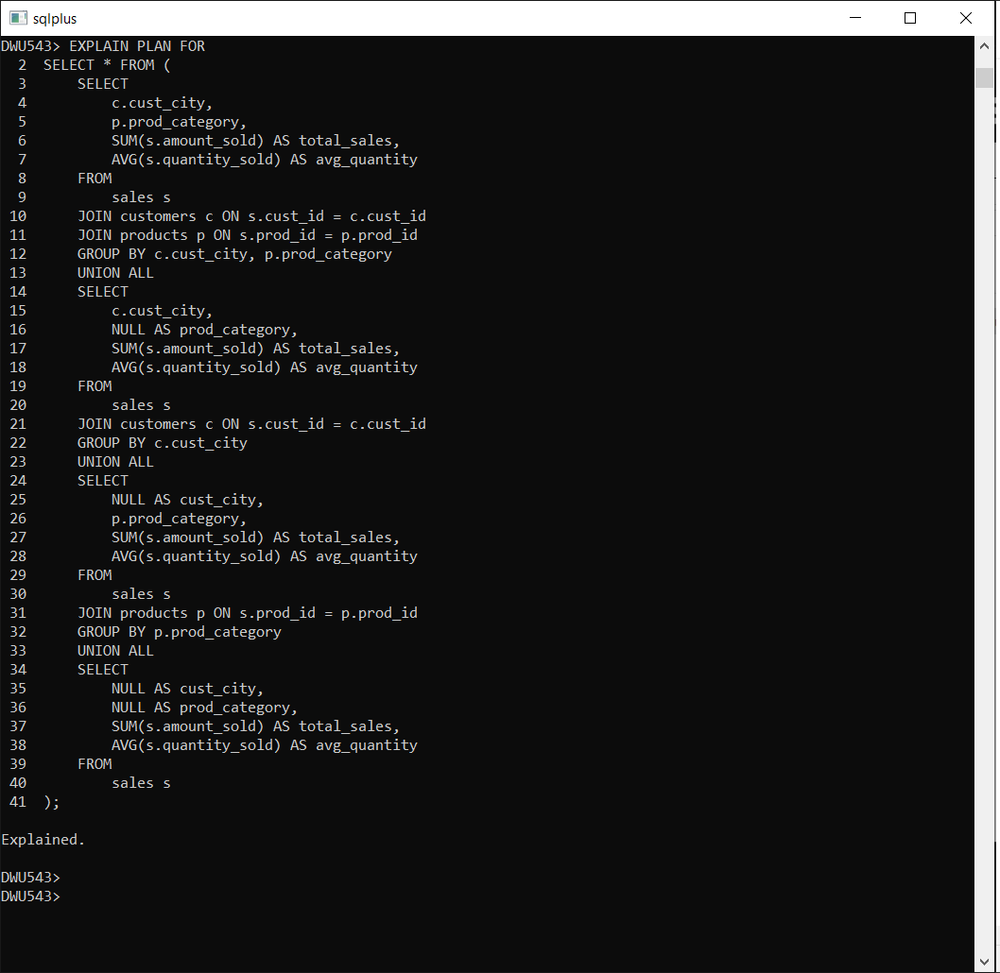 sqlplus
DWU543> EXPLAIN PLAN FOR
  2  SELECT * FROM (
  3      SELECT
  4          c.cust_city,
  5          p.prod_category,
  6          SUM(s.amount_sold) AS total_sales,
  7          AVG(s.quantity_sold) AS avg_quantity
  8      FROM
  9          sales s
 10      JOIN customers c ON s.cust_id = c.cust_id
 11      JOIN products p ON s.prod_id = p.prod_id
 12      GROUP BY c.cust_city, p.prod_category
 13      UNION ALL
 14      SELECT
 15          c.cust_city,
 16          NULL AS prod_category,
 17          SUM(s.amount_sold) AS total_sales,
 18          AVG(s.quantity_sold) AS avg_quantity
 19      FROM
 20          sales s
 21      JOIN customers c ON s.cust_id = c.cust_id
 22      GROUP BY c.cust_city
 23      UNION ALL
 24      SELECT
 25          NULL AS cust_city,
 26          p.prod_category,
 27          SUM(s.amount_sold) AS total_sales,
 28          AVG(s.quantity_sold) AS avg_quantity
 29      FROM
 30          sales s
 31      JOIN products p ON s.prod_id = p.prod_id
 32      GROUP BY p.prod_category
 33      UNION ALL
 34      SELECT
 35          NULL AS cust_city,
 36          NULL AS prod_category,
 37          SUM(s.amount_sold) AS total_sales,
 38          AVG(s.quantity_sold) AS avg_quantity
 39      FROM
 40          sales s
 41  );
Explained.
DWU543>
DWU543>